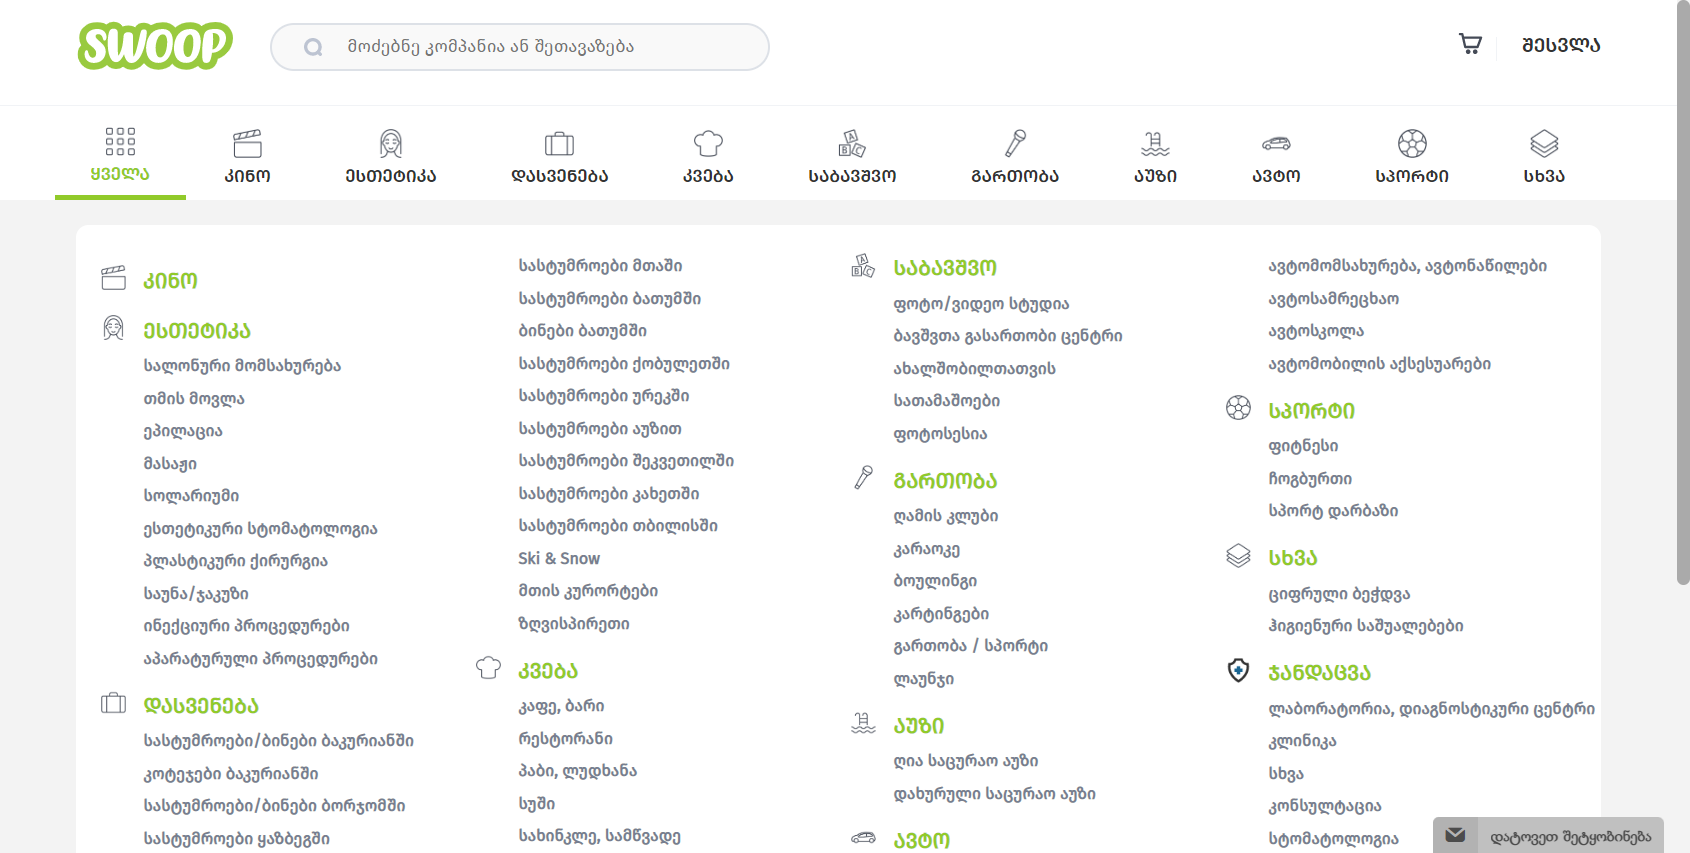 SWOOP
მოძებნე კომპანია ან შეთავაზება
შესვლა
ყველა
კინო
ესთეტიკა
დასვენება
კვება
საბავშვო
გართობა
აუზი
ავტო
სპორტი
სხვა
კინო
ესთეტიკა
სალონური მომსახურება
თმის მოვლა
ეპილაცია
მასაჟი
სოლარიუმი
ესთეტიკური სტომატოლოგია
პლასტიკური ქირურგია
საუნა/ჯაკუზი
ინექციური პროცედურები
აპარატურული პროცედურები
დასვენება
სასტუმროები/ბინები ბაკურიანში
კოტეჯები ბაკურიანში
სასტუმროები/ბინები ბორჯომში
სასტუმროები ყაზბეგში
სასტუმროები მთაში
სასტუმროები ბათუმში
ბინები ბათუმში
სასტუმროები ქობულეთში
სასტუმროები ურეკში
სასტუმროები აუზით
სასტუმროები შეკვეთილში
სასტუმროები კახეთში
სასტუმროები თბილისში
Ski & Snow
მთის კურორტები
ზღვისპირეთი
კვება
კაფე, ბარი
რესტორანი
პაბი, ლუდხანა
სუში
სახინკლე, სამწვადე
საბავშვო
ფოტო/ვიდეო სტუდია
ბავშვთა გასართობი ცენტრი
ახალშობილთათვის
სათამაშოები
ფოტოსესია
გართობა
ღამის კლუბი
კარაოკე
ბოულინგი
კარტინგები
გართობა / სპორტი
ლაუნჯი
აუზი
ღია საცურაო აუზი
დახურული საცურაო აუზი
ავტო
ავტომომსახურება, ავტონაწილები
ავტოსამრეცხაო
ავტოსკოლა
ავტომობილის აქსესუარები
სპორტი
ფიტნესი
ჩოგბურთი
სპორტ დარბაზი
სხვა
ციფრული ბეჭდვა
ჰიგიენური საშუალებები
ჯანდაცვა
ლაბორატორია, დიაგნოსტიკური ცენტრი
კლინიკა
სხვა
კონსულტაცია
სტომატოლოგია
დატოვეთ შეტყობინება